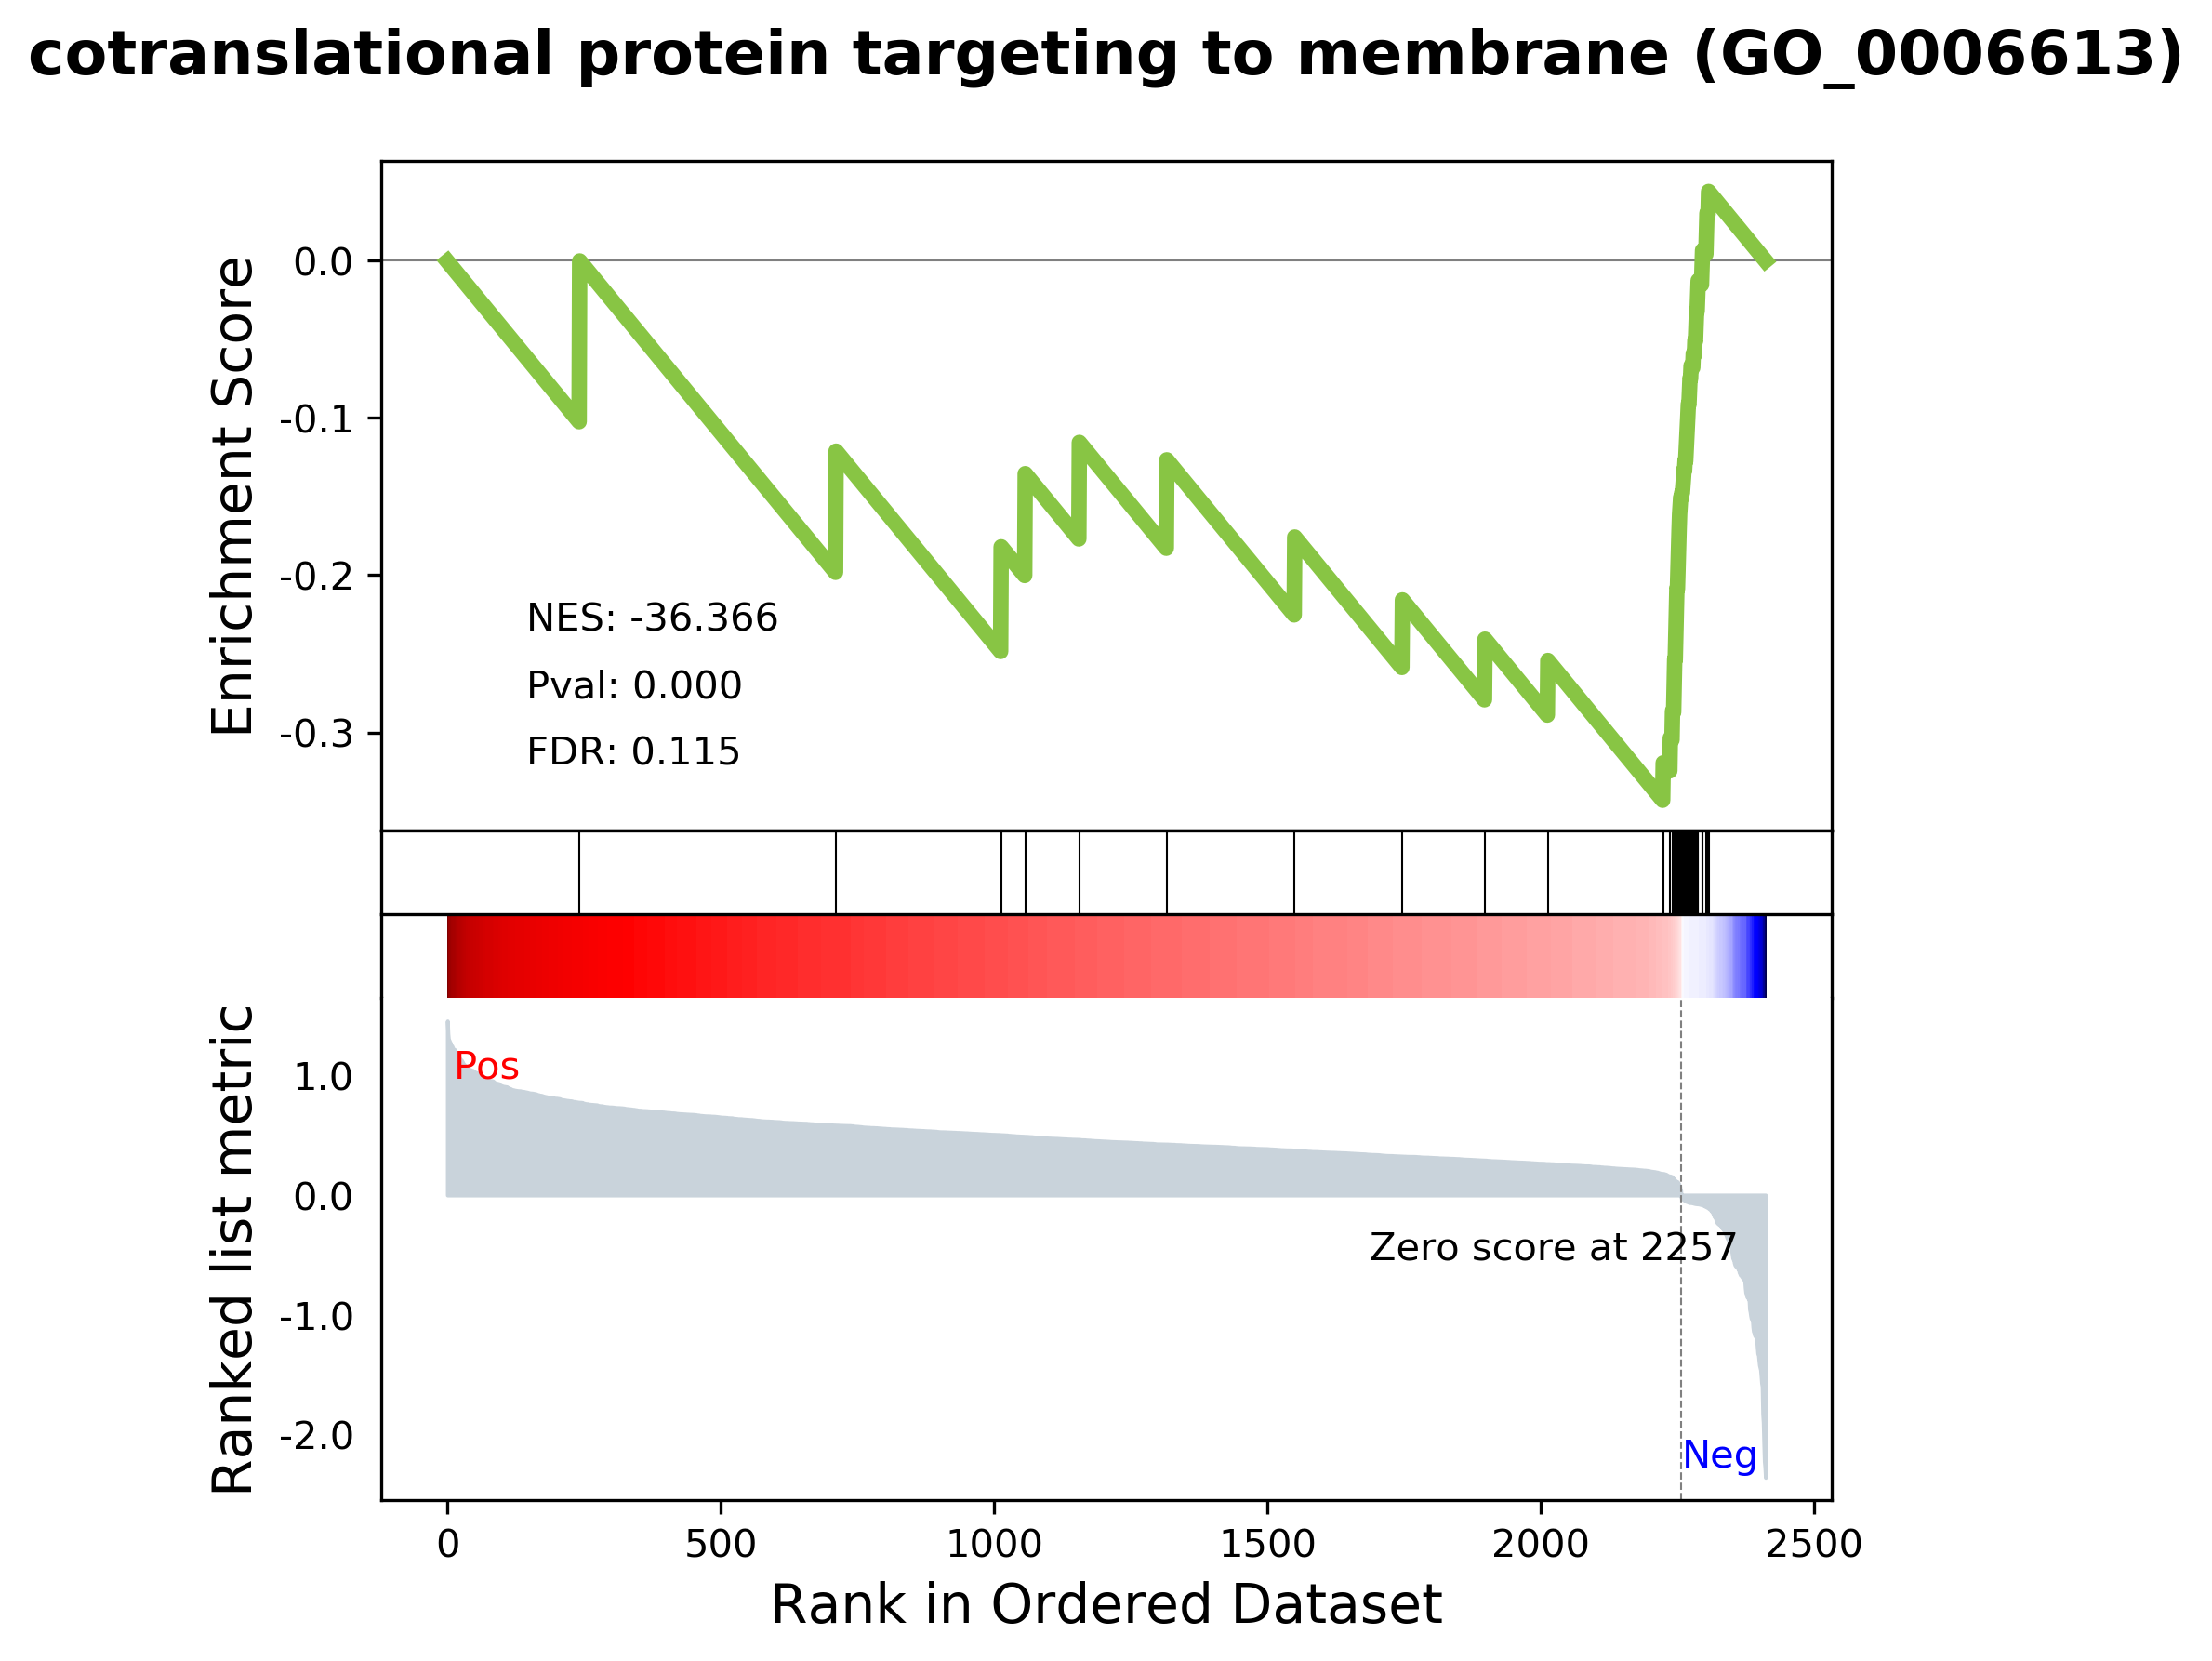 cotranslational protein targeting to membrane (GO_0006613)
Enrichment Score
0.0
-0.1
-0.2
-0.3
NES: -36.366
Pval: 0.000
FDR: 0.115
Ranked list metric
1.0
0.0
-1.0
-2.0
Pos
Zero score at 2257
Neg
0 500 1000 1500 2000 2500
Rank in Ordered Dataset